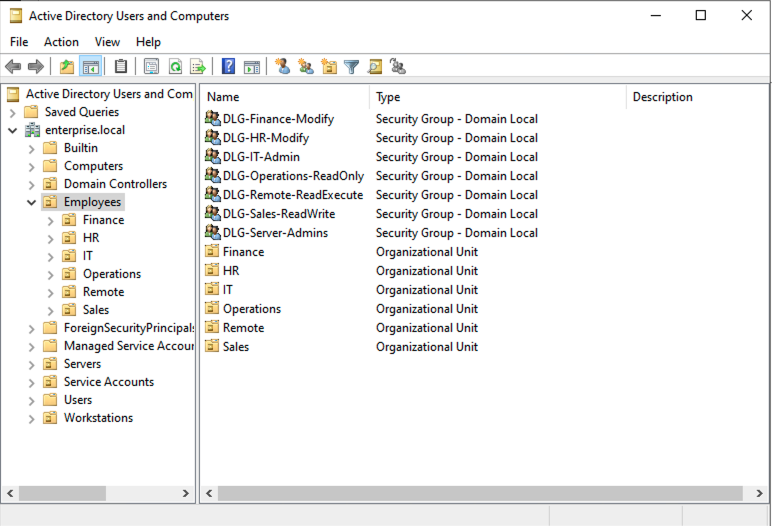 Active Directory Users and Computers
File Action View Help
Active Directory Users and Com
Saved Queries
enterprise.local
Builtin
Computers
Domain Controllers
Employees
Finance
HR
IT
Operations
Remote
Sales
ForeignSecurityPrincipals
Managed Service Accour
Servers
Service Accounts
Users
Workstations
Name Type Description
DLG-Finance-Modify Security Group - Domain Local
DLG-HR-Modify Security Group - Domain Local
DLG-IT-Admin Security Group - Domain Local
DLG-Operations-ReadOnly Security Group - Domain Local
DLG-Remote-ReadExecute Security Group - Domain Local
DLG-Sales-ReadWrite Security Group - Domain Local
DLG-Server-Admins Security Group - Domain Local
Finance Organizational Unit
HR Organizational Unit
IT Organizational Unit
Operations Organizational Unit
Remote Organizational Unit
Sales Organizational Unit